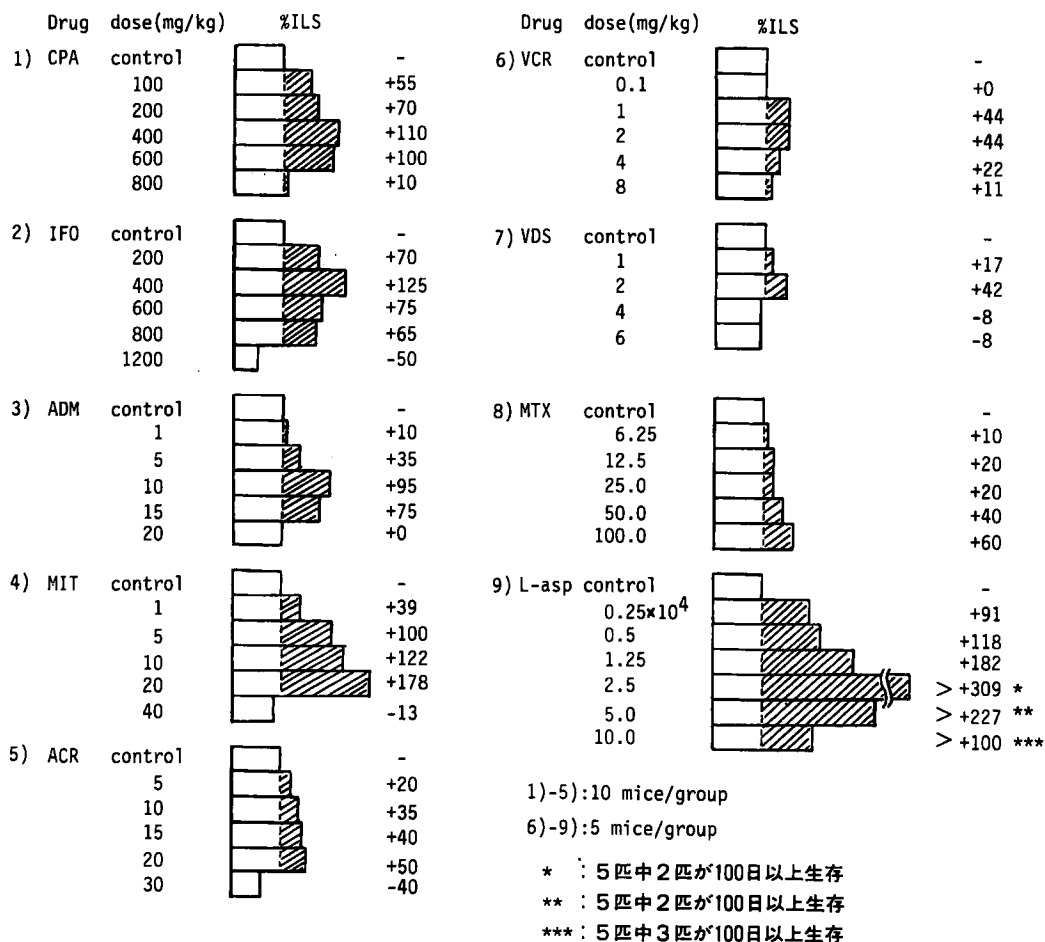 Drug dose(mg/kg) %ILS
1) CPA control -
100 +55
200 +70
400 +110
600 +100
800 +10
2) IFO control -
200 +70
400 +125
600 +75
800 +65
1200 -50
3) ADM control -
1 +10
5 +35
10 +95
15 +75
20 +0
4) MIT control -
1 +39
5 +100
10 +122
20 +178
40 -13
5) ACR control -
5 +20
10 +35
15 +40
20 +50
30 -40
Drug dose(mg/kg) %ILS
6) VCR control -
0.1 +0
1 +44
2 +44
4 +22
8 +11
7) VDS control -
1 +17
2 +42
4 -8
6 -8
8) MTX control -
6.25 +10
12.5 +20
25.0 +20
50.0 +40
100.0 +60
9) L-asp control -
0.25×10⁴ +91
0.5 +118
1.25 +182
2.5 > +309 *
5.0 > +227 **
10.0 > +100 ***
1)-5):10 mice/group
6)-9):5 mice/group
* : 5匹中2匹が100日以上生存
** : 5匹中2匹が100日以上生存
*** : 5匹中3匹が100日以上生存